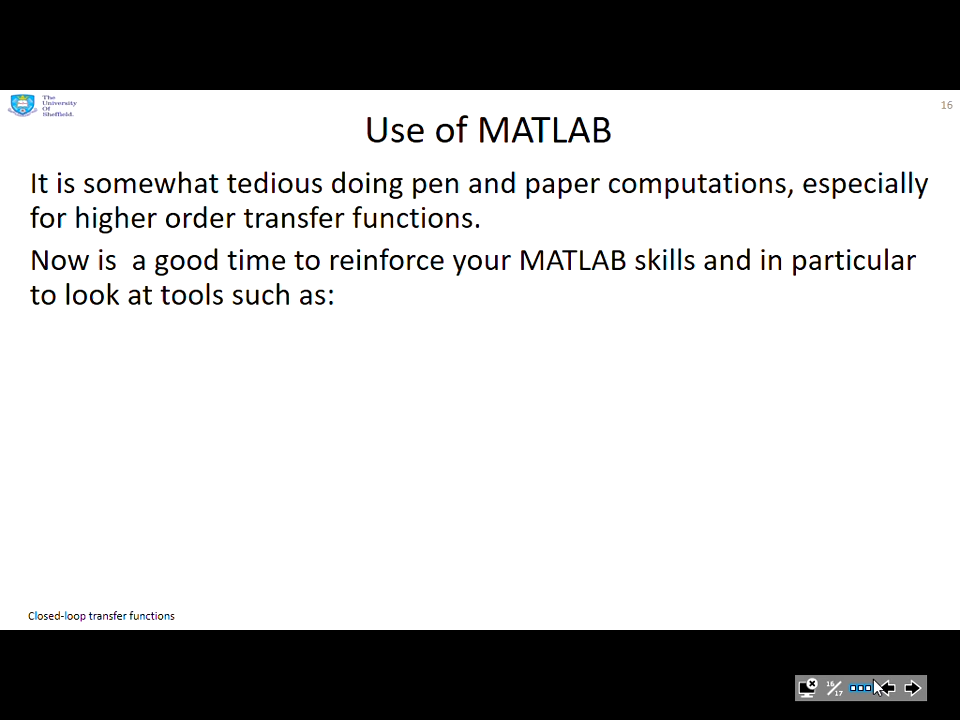 The
University
Of
Sheffield.
16
Use of MATLAB
It is somewhat tedious doing pen and paper computations, especially
for higher order transfer functions.
Now is  a good time to reinforce your MATLAB skills and in particular
to look at tools such as:
Closed-loop transfer functions
16/17